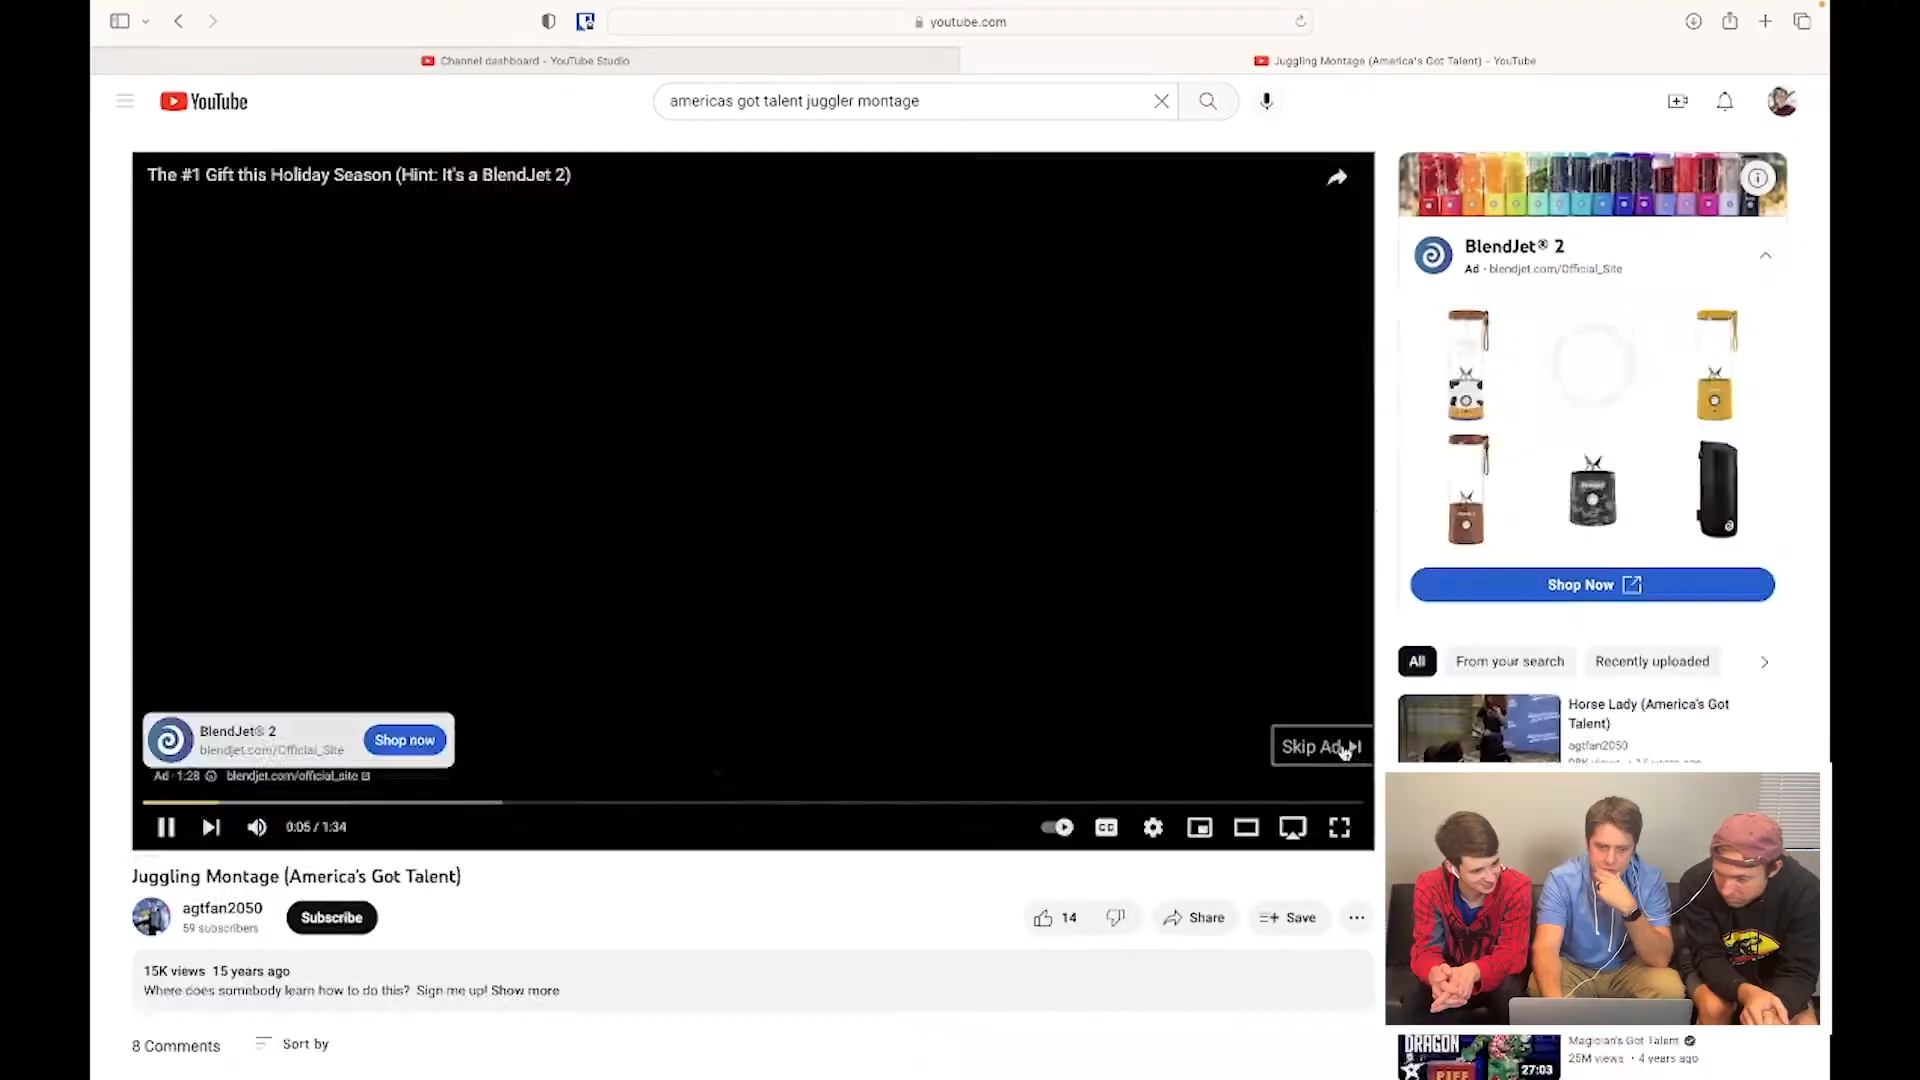 youtube.com
Channel dashboard - YouTube Studio
Juggling Montage (America's Got Talent) - YouTube
YouTube
americas got talent juggler montage
The #1 Gift this Holiday Season (Hint: It's a BlendJet 2)
BlendJet® 2
Ad · blendjet.com/Official_Site
Shop Now
All
From your search
Recently uploaded
Horse Lady (America's Got
Talent)
agtfan2050
BlendJet® 2
blendjet.com/Official_Site
Shop now
Skip Ad
Ad · 1:28
blendjet.com/official_site
0:05 / 1:34
CC
Juggling Montage (America's Got Talent)
agtfan2050
59 subscribers
Subscribe
14
Share
Save
15K views 15 years ago
Where does somebody learn how to do this? Sign me up! Show more
8 Comments
Sort by
DRAGON
RIFF
27:03
Magician's Got Talent
25M views · 4 years ago